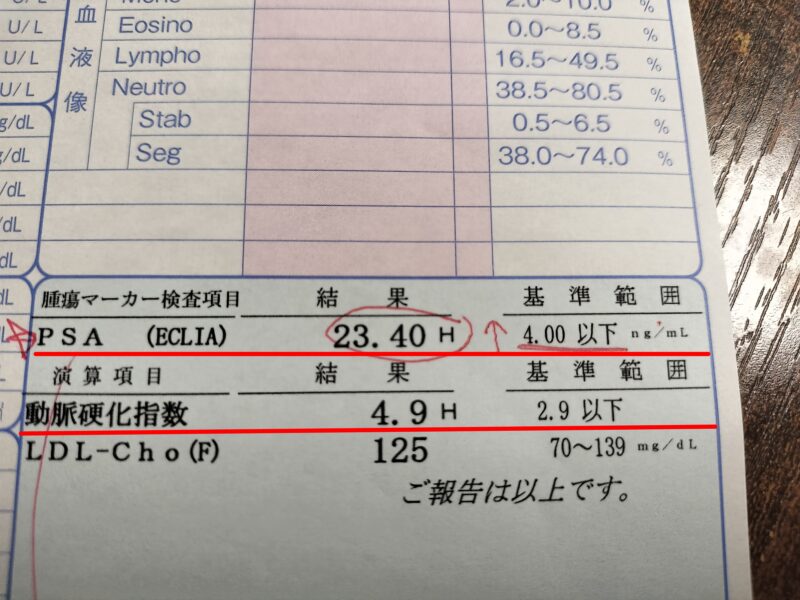 U/L
Mono 2.0~10.0 %
U/L Eosino 0.0~8.5 %
U/L Lympho 16.5~49.5 %
U/L Neutro 38.5~80.5 %
血液像
g/dL Stab 0.5~6.5 %
g/dL Seg 38.0~74.0 %
/dL
/dL
dL
腫瘍マーカー検査項目 結果 基準範囲
dL
PSA (ECLIA) 23.40 H ↑ 4.00 以下 ng/mL
演算項目 結果 基準範囲
動脈硬化指数 4.9 H 2.9 以下
LDL-Cho(F) 125 70~139 mg/dL
ご報告は以上です。